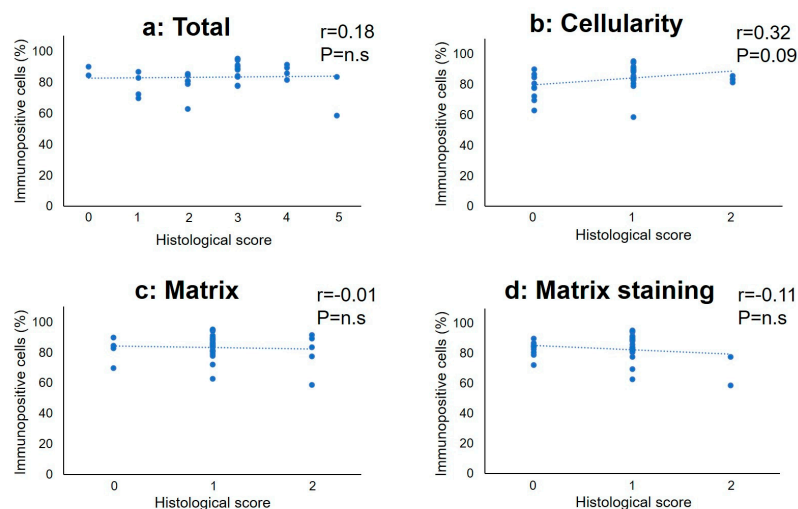 a: Total
r=0.18
P=n.s
Immunopositive cells (%)
100
80
60
40
20
0
0 1 2 3 4 5
Histological score
b: Cellularity
r=0.32
P=0.09
Immunopositive cells (%)
100
80
60
40
20
0
0 1 2
Histological score
c: Matrix
r=-0.01
P=n.s
Immunopositive cells (%)
100
80
60
40
20
0
0 1 2
Histological score
d: Matrix staining
r=-0.11
P=n.s
Immunopositive cells (%)
100
80
60
40
20
0
0 1 2
Histological score